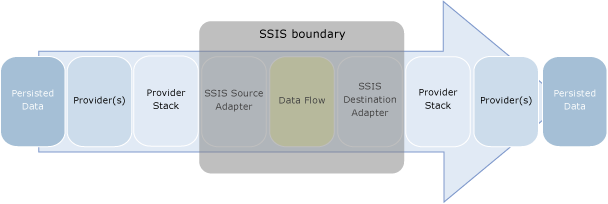 SSIS boundary
Persisted
Data
Provider(s)
Provider
Stack
SSIS Source
Adapter
Data Flow
SSIS
Destination
Adapter
Provider
Stack
Provider(s)
Persisted
Data